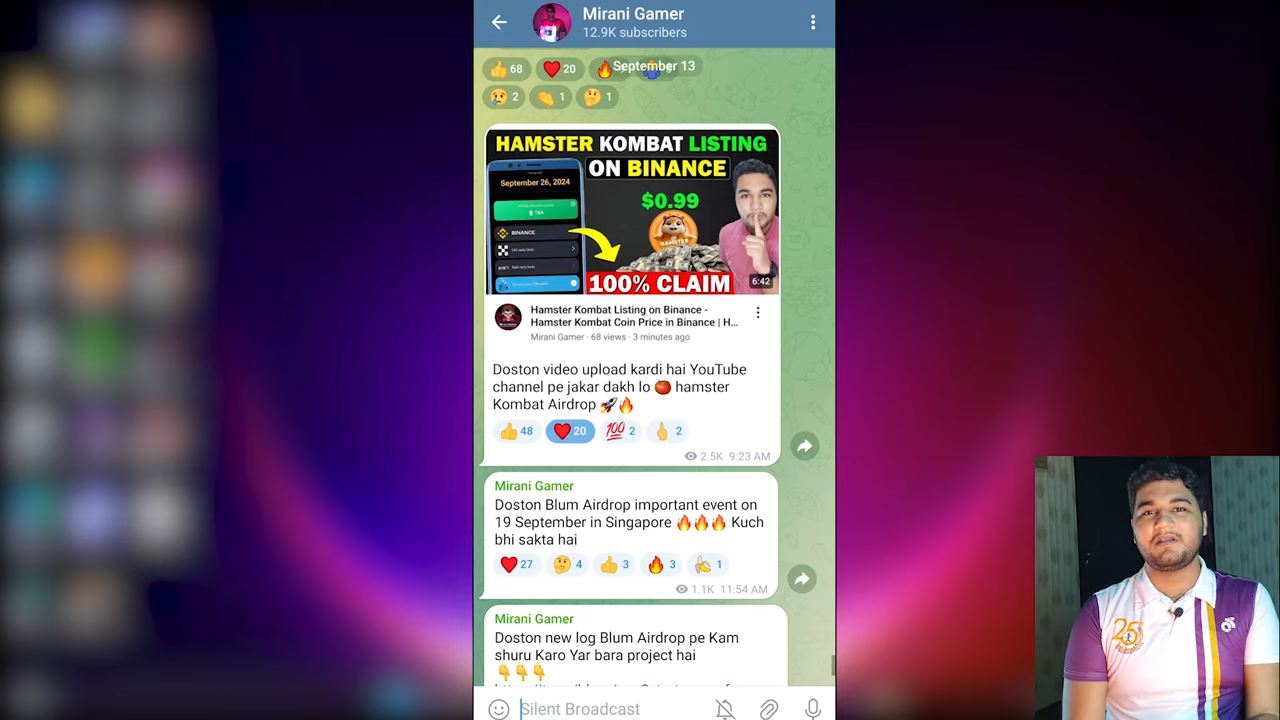 Mirani Gamer
12.9K subscribers
68 20 September 13
2 1 1
HAMSTER KOMBAT LISTING
ON BINANCE
September 26, 2024
TBA
BINANCE
$0.99
HAMSTER
100% CLAIM
6:42
Hamster Kombat Listing on Binance -
Hamster Kombat Coin Price in Binance | H...
Mirani Gamer · 68 views · 3 minutes ago
Doston video upload kardi hai YouTube
channel pe jakar dakh lo 🍅 hamster
Kombat Airdrop 🚀🔥
48 20 2 2
2.5K 9:23 AM
Mirani Gamer
Doston Blum Airdrop important event on
19 September in Singapore 🔥🔥🔥 Kuch
bhi sakta hai
27 4 3 3 1
1.1K 11:54 AM
Mirani Gamer
Doston new log Blum Airdrop pe Kam
shuru Karo Yar bara project hai
👇👇👇
Silent Broadcast
25